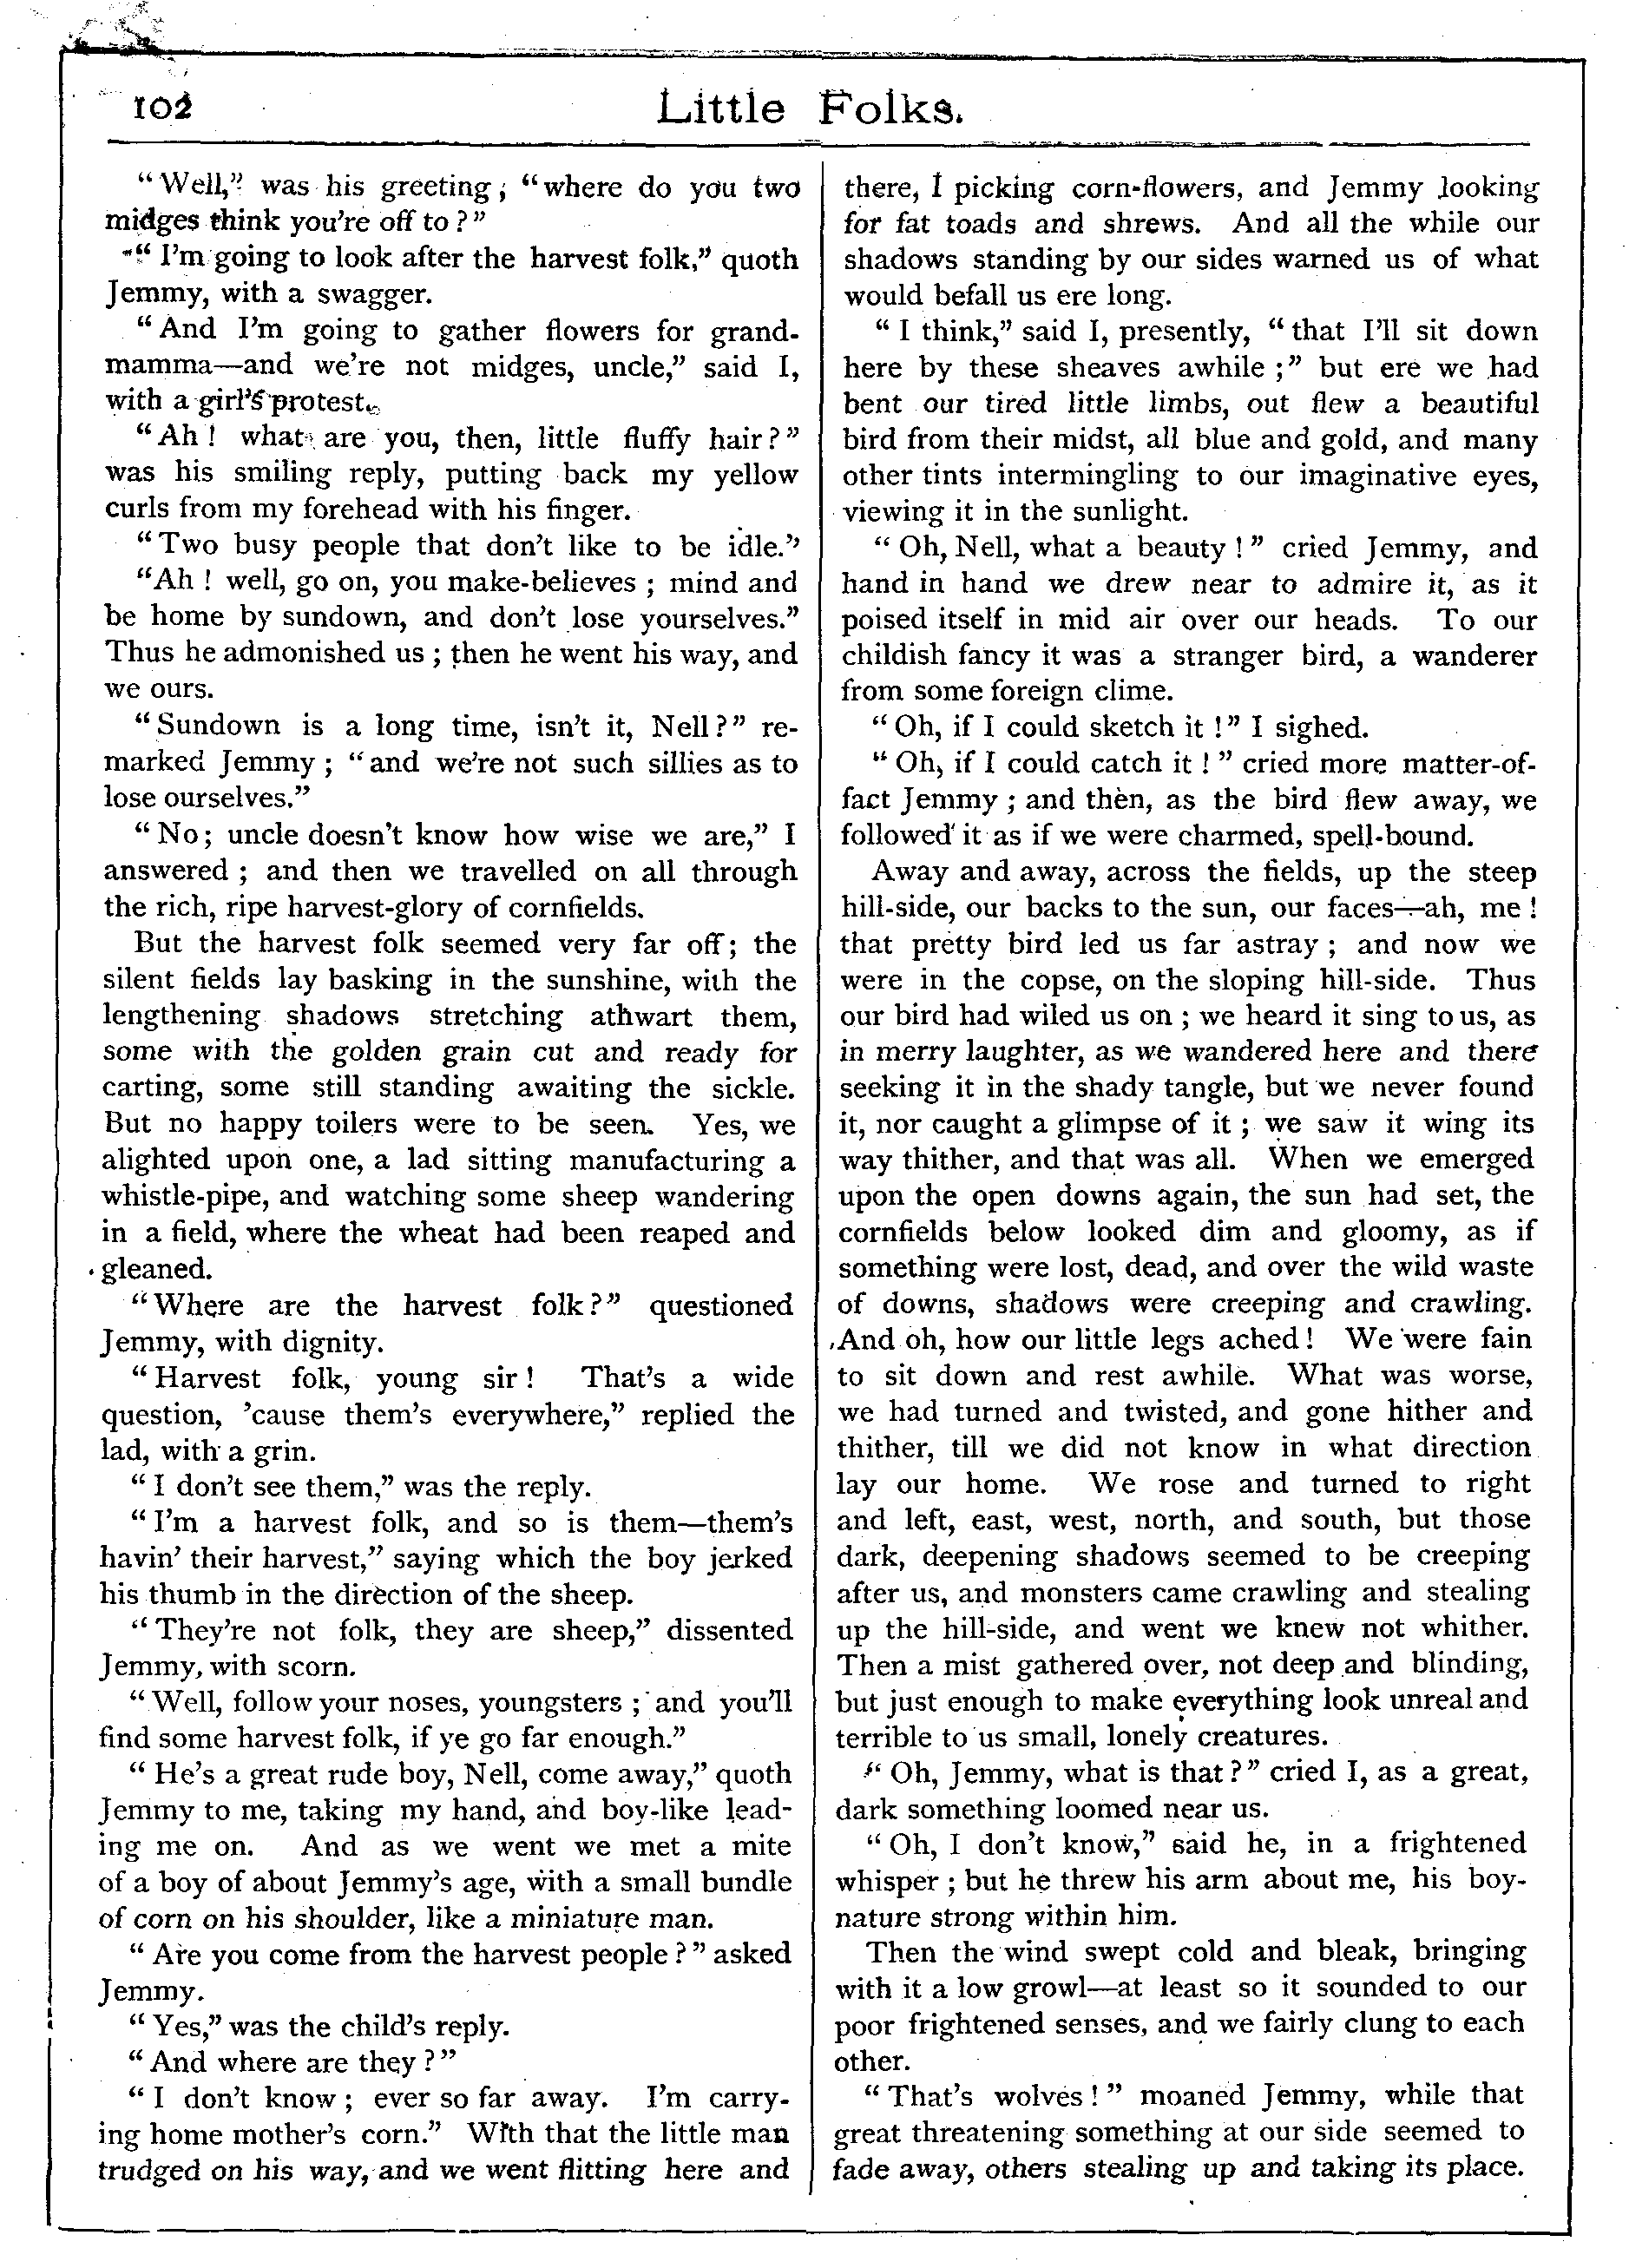 102
Little Folks.
"Well," was his greeting; "where do you two
midges think you're off to?"
"I'm going to look after the harvest folk," quoth
Jemmy, with a swagger.
"And I'm going to gather flowers for grand-
mamma—and we're not midges, uncle," said I,
with a girl's protest.
"Ah! what are you, then, little fluffy hair?"
was his smiling reply, putting back my yellow
curls from my forehead with his finger.
"Two busy people that don't like to be idle."
"Ah! well, go on, you make-believes; mind and
be home by sundown, and don't lose yourselves."
Thus he admonished us; then he went his way, and
we ours.
"Sundown is a long time, isn't it, Nell?" re-
marked Jemmy; "and we're not such sillies as to
lose ourselves."
"No; uncle doesn't know how wise we are," I
answered; and then we travelled on all through
the rich, ripe harvest-glory of cornfields.
But the harvest folk seemed very far off; the
silent fields lay basking in the sunshine, with the
lengthening shadows stretching athwart them,
some with the golden grain cut and ready for
carting, some still standing awaiting the sickle.
But no happy toilers were to be seen. Yes, we
alighted upon one, a lad sitting manufacturing a
whistle-pipe, and watching some sheep wandering
in a field, where the wheat had been reaped and
gleaned.
"Where are the harvest folk?" questioned
Jemmy, with dignity.
"Harvest folk, young sir! That's a wide
question, 'cause them's everywhere," replied the
lad, with a grin.
"I don't see them," was the reply.
"I'm a harvest folk, and so is them—them's
havin' their harvest," saying which the boy jerked
his thumb in the direction of the sheep.
"They're not folk, they are sheep," dissented
Jemmy, with scorn.
"Well, follow your noses, youngsters; and you'll
find some harvest folk, if ye go far enough."
"He's a great rude boy, Nell, come away," quoth
Jemmy to me, taking my hand, and boy-like lead-
ing me on. And as we went we met a mite
of a boy of about Jemmy's age, with a small bundle
of corn on his shoulder, like a miniature man.
"Are you come from the harvest people?" asked
Jemmy.
"Yes," was the child's reply.
"And where are they?"
"I don't know; ever so far away. I'm carry-
ing home mother's corn." With that the little man
trudged on his way, and we went flitting here and
there, I picking corn-flowers, and Jemmy looking
for fat toads and shrews. And all the while our
shadows standing by our sides warned us of what
would befall us ere long.
"I think," said I, presently, "that I'll sit down
here by these sheaves awhile;" but ere we had
bent our tired little limbs, out flew a beautiful
bird from their midst, all blue and gold, and many
other tints intermingling to our imaginative eyes,
viewing it in the sunlight.
"Oh, Nell, what a beauty!" cried Jemmy, and
hand in hand we drew near to admire it, as it
poised itself in mid air over our heads. To our
childish fancy it was a stranger bird, a wanderer
from some foreign clime.
"Oh, if I could sketch it!" I sighed.
"Oh, if I could catch it!" cried more matter-of-
fact Jemmy; and then, as the bird flew away, we
followed it as if we were charmed, spell-bound.
Away and away, across the fields, up the steep
hill-side, our backs to the sun, our faces—ah, me!
that pretty bird led us far astray; and now we
were in the copse, on the sloping hill-side. Thus
our bird had wiled us on; we heard it sing to us, as
in merry laughter, as we wandered here and there
seeking it in the shady tangle, but we never found
it, nor caught a glimpse of it; we saw it wing its
way thither, and that was all. When we emerged
upon the open downs again, the sun had set, the
cornfields below looked dim and gloomy, as if
something were lost, dead, and over the wild waste
of downs, shadows were creeping and crawling.
And oh, how our little legs ached! We were fain
to sit down and rest awhile. What was worse,
we had turned and twisted, and gone hither and
thither, till we did not know in what direction
lay our home. We rose and turned to right
and left, east, west, north, and south, but those
dark, deepening shadows seemed to be creeping
after us, and monsters came crawling and stealing
up the hill-side, and went we knew not whither.
Then a mist gathered over, not deep and blinding,
but just enough to make everything look unreal and
terrible to us small, lonely creatures.
"Oh, Jemmy, what is that?" cried I, as a great,
dark something loomed near us.
"Oh, I don't know," said he, in a frightened
whisper; but he threw his arm about me, his boy-
nature strong within him.
Then the wind swept cold and bleak, bringing
with it a low growl—at least so it sounded to our
poor frightened senses, and we fairly clung to each
other.
"That's wolves!" moaned Jemmy, while that
great threatening something at our side seemed to
fade away, others stealing up and taking its place.